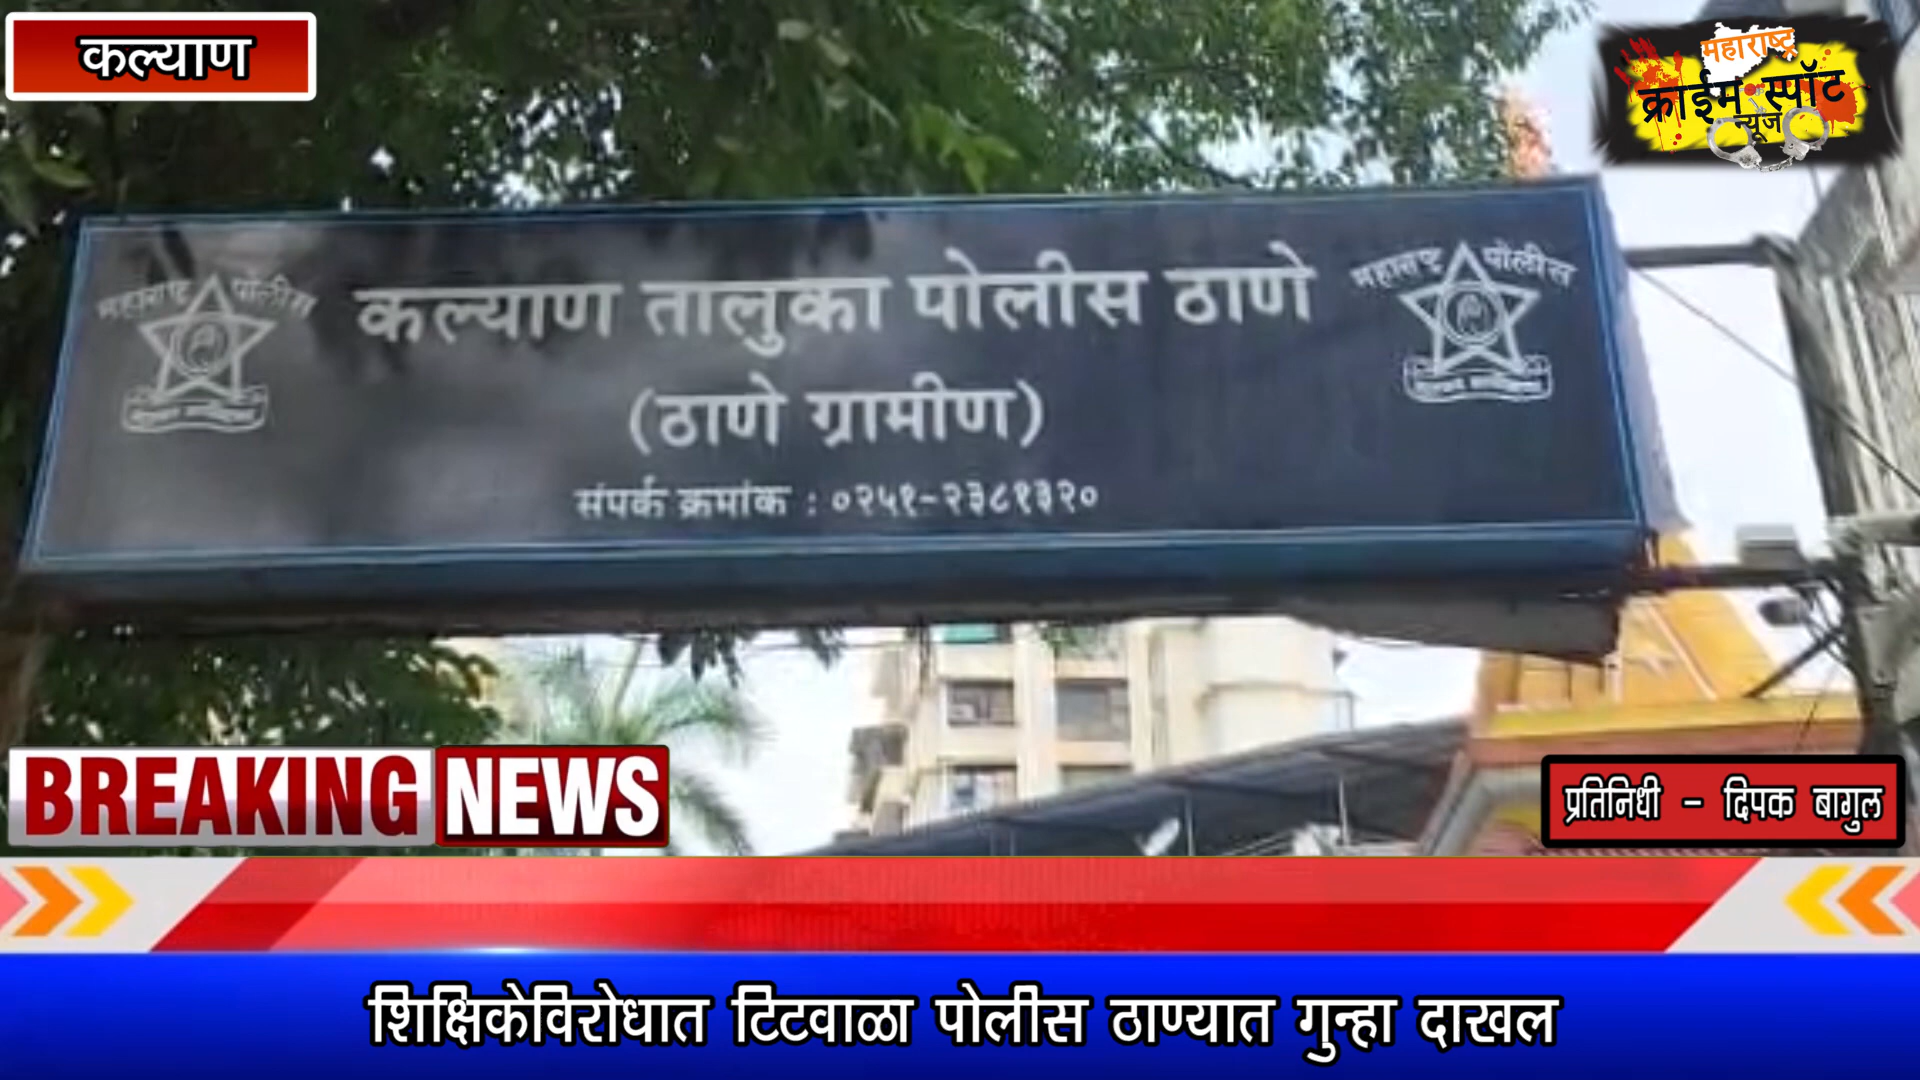 कल्याण
महाराष्ट्र
क्राईम स्पॉट
न्यूज
महाराष्ट्र पोलीस
कल्याण तालुका पोलीस ठाणे
महाराष्ट्र पोलीस
(ठाणे ग्रामीण)
संपर्क क्रमांक : ०२५१-२३८१३२०
BREAKING NEWS
प्रतिनिधी - दिपक बागुल
शिक्षिकेविरोधात टिटवाळा पोलीस ठाण्यात गुन्हा दाखल